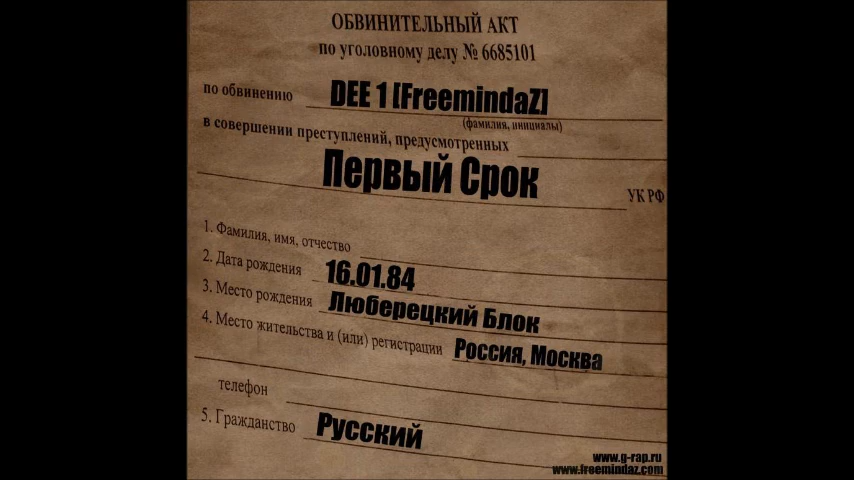 ОБВИНИТЕЛЬНЫЙ АКТ
по уголовному делу № 6685101
по обвинению DEE 1 [FreemindaZ]
(фамилия, инициалы)
в совершении преступлений, предусмотренных
Первый Срок УК РФ
1. Фамилия, имя, отчество
2. Дата рождения 16.01.84
3. Место рождения Люберецкий Блок
4. Место жительства и (или) регистрации Россия, Москва
телефон
5. Гражданство Русский
www.g-rap.ru
www.freemindaz.com